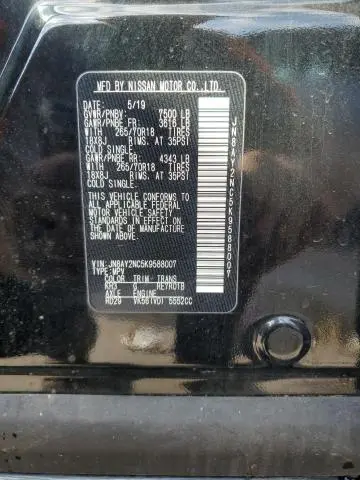 MFD BY NISSAN MOTOR CO.,LTD.
DATE: 5/19
GVWR/PNBV: 7500 LB
GAWR/PNBE FR. 3616 LB
WITH 265/70R18 TIRES
18X8J RIMS, AT 35PSI
COLD SINGLE.
GAWR/PNBE RR. 4343 LB
WITH 265/70R18 TIRES
18X8J RIMS, AT 35PSI
COLD SINGLE.
THIS VEHICLE CONFORMS TO ALL
APPLICABLE FEDERAL
MOTOR VEHICLE SAFETY
STANDARDS IN EFFECT ON
THE DATE OF MANUFACTURE
SHOWN ABOVE.
VIN: JN8AY2NC5K9588007
TYPE: MPV
COLOR TRIM TRANS
KH3 G RE7R01B
AXLE ENGINE
RD29 VK56(VD) 5552CC
JN8AY2NC5K9588007